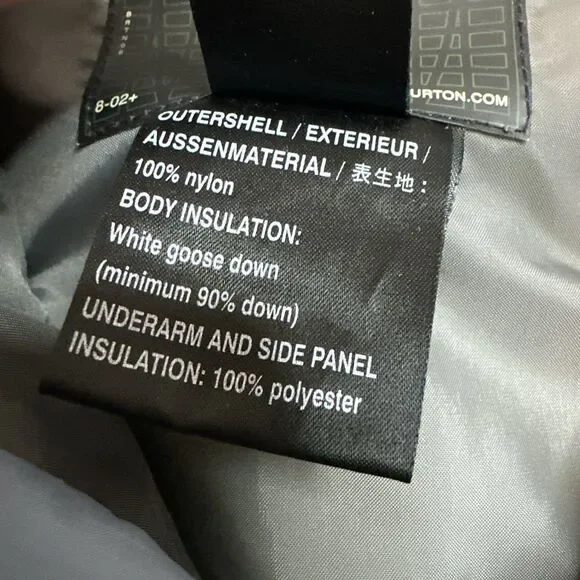 8-02+
URTON.COM
OUTERSHELL / EXTERIEUR /
AUSSENMATERIAL / 表生地 :
100% nylon
BODY INSULATION:
White goose down
(minimum 90% down)
UNDERARM AND SIDE PANEL
INSULATION: 100% polyester